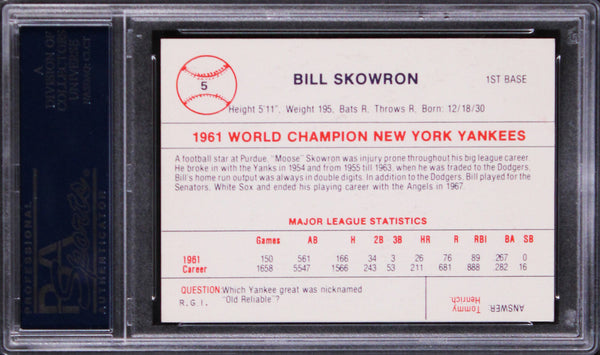 A
DIVISION OF
COLLECTORS
UNIVERSE
NASDAQ: CLCT
PROFESSIONAL
PSA
Sports
AUTHENTICATOR
5
BILL SKOWRON
1ST BASE
Height 5'11", Weight 195, Bats R, Throws R, Born: 12/18/30
1961 WORLD CHAMPION NEW YORK YANKEES
A football star at Purdue, "Moose" Skowron was injury prone throughout his big league career.
He broke in with the Yanks in 1954 and from 1955 till 1963, when he was traded to the Dodgers,
Bill's home run output was always in double digits. In addition to the Dodgers, Bill played for the
Senators, White Sox and ended his playing career with the Angels in 1967.
MAJOR LEAGUE STATISTICS
Games AB H 2B 3B HR R RBI BA SB
1961 150 561 166 34 3 26 76 89 .267 0
Career 1658 5547 1566 243 53 211 681 888 .282 16
QUESTION: Which Yankee great was nicknamed
R.G.I. "Old Reliable"?
ANSWER
Tommy
Henrich